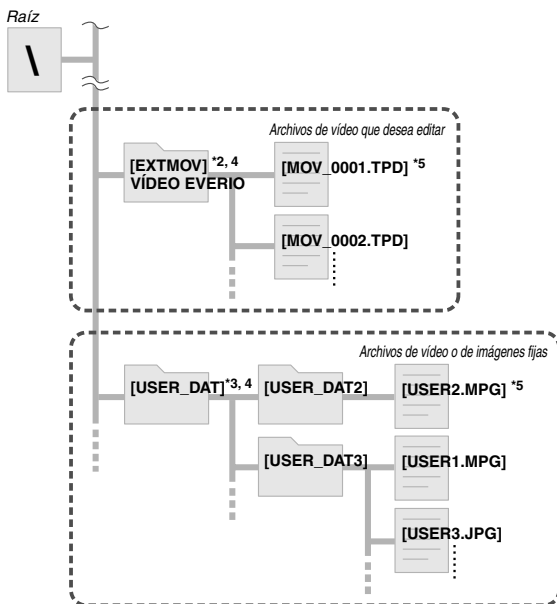 Raíz
\
Archivos de vídeo que desea editar
[EXTMOV] *2, 4
VÍDEO EVERIO
[MOV_0001.TPD] *5
[MOV_0002.TPD]
Archivos de vídeo o de imágenes fijas
[USER_DAT]*3, 4
[USER_DAT2]
[USER2.MPG] *5
[USER_DAT3]
[USER1.MPG]
[USER3.JPG]